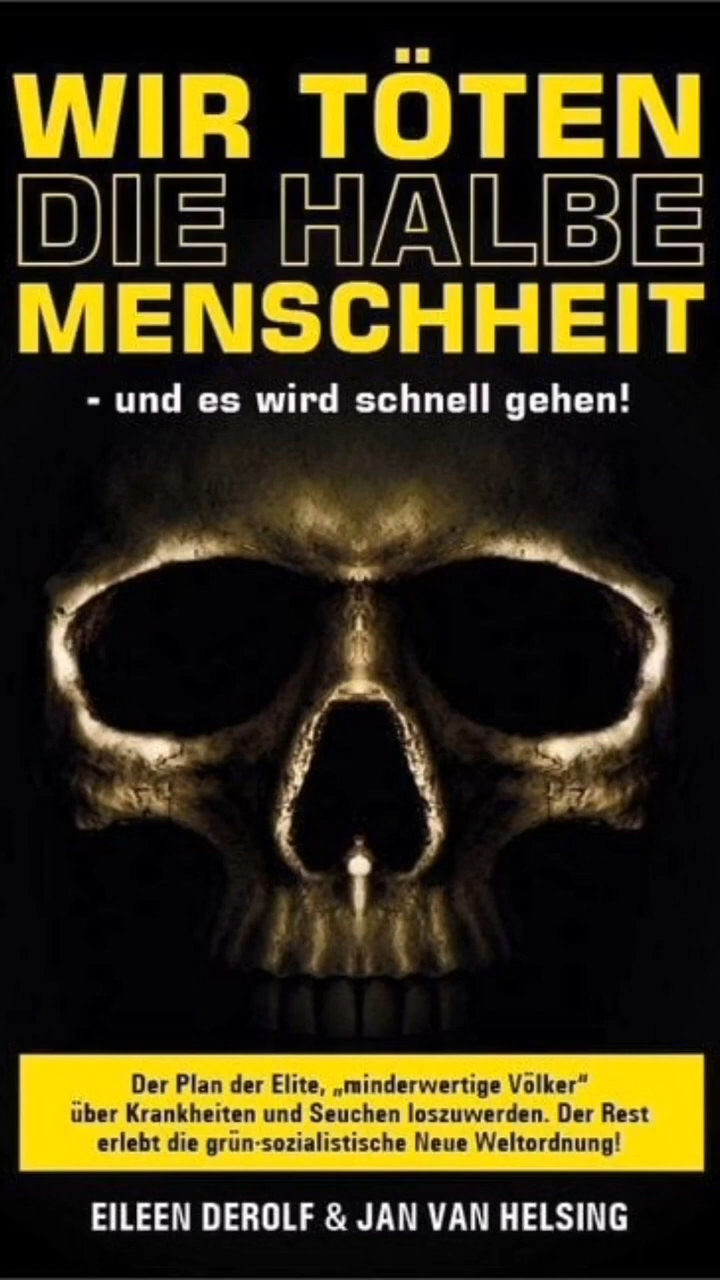 WIR TÖTEN
DIE HALBE
MENSCHHEIT
- und es wird schnell gehen!
Der Plan der Elite, „minderwertige Völker“
über Krankheiten und Seuchen loszuwerden. Der Rest
erlebt die grün-sozialistische Neue Weltordnung!
EILEEN DEROLF & JAN VAN HELSING